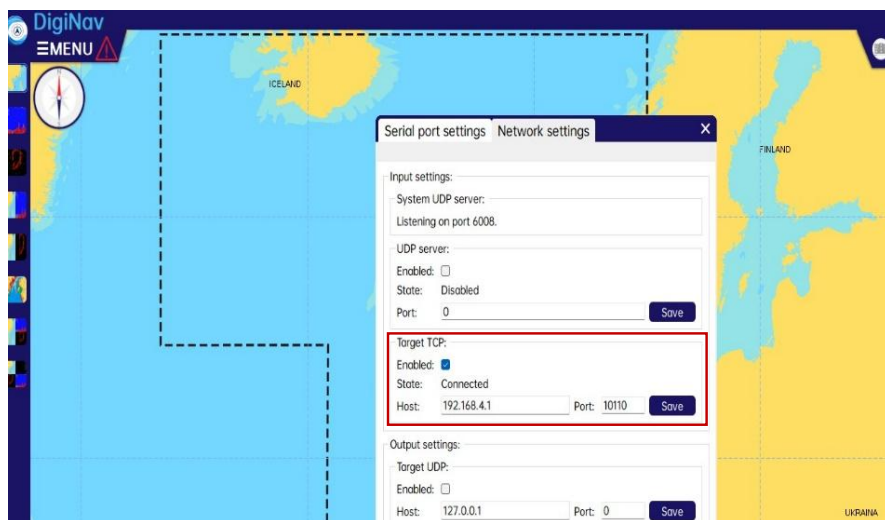 DigiNav
MENU
ICELAND
FINLAND
UKRAINA
Serial port settings Network settings X
Input settings:
System UDP server:
Listening on port 6008.
UDP server:
Enabled:
State: Disabled
Port: 0 Save
Target TCP:
Enabled:
State: Connected
Host: 192.168.4.1 Port: 10110 Save
Output settings:
Target UDP:
Enabled:
Host: 127.0.0.1 Port: 0 Save